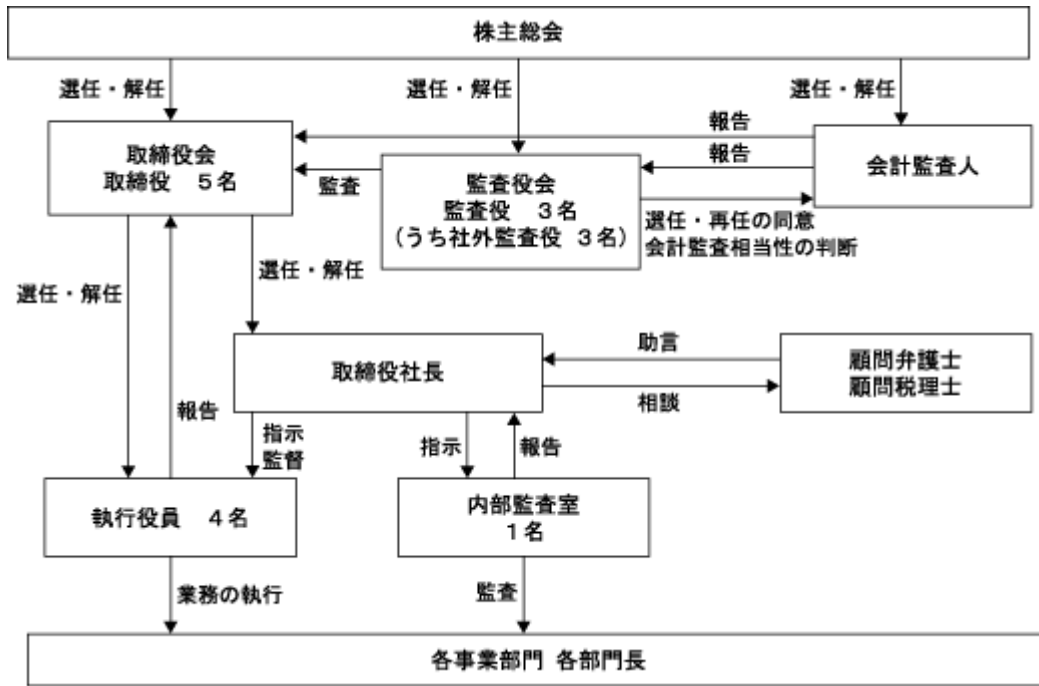 株主総会
選任・解任
選任・解任
選任・解任
取締役会
取締役　５名
報告
報告
会計監査人
監査
監査役会
監査役　３名
（うち社外監査役 ３名）
選任・再任の同意
会計監査相当性の判断
選任・解任
選任・解任
取締役社長
助言
相談
顧問弁護士
顧問税理士
報告
指示
監督
指示
報告
執行役員　４名
内部監査室
１名
業務の執行
監査
各事業部門 各部門長